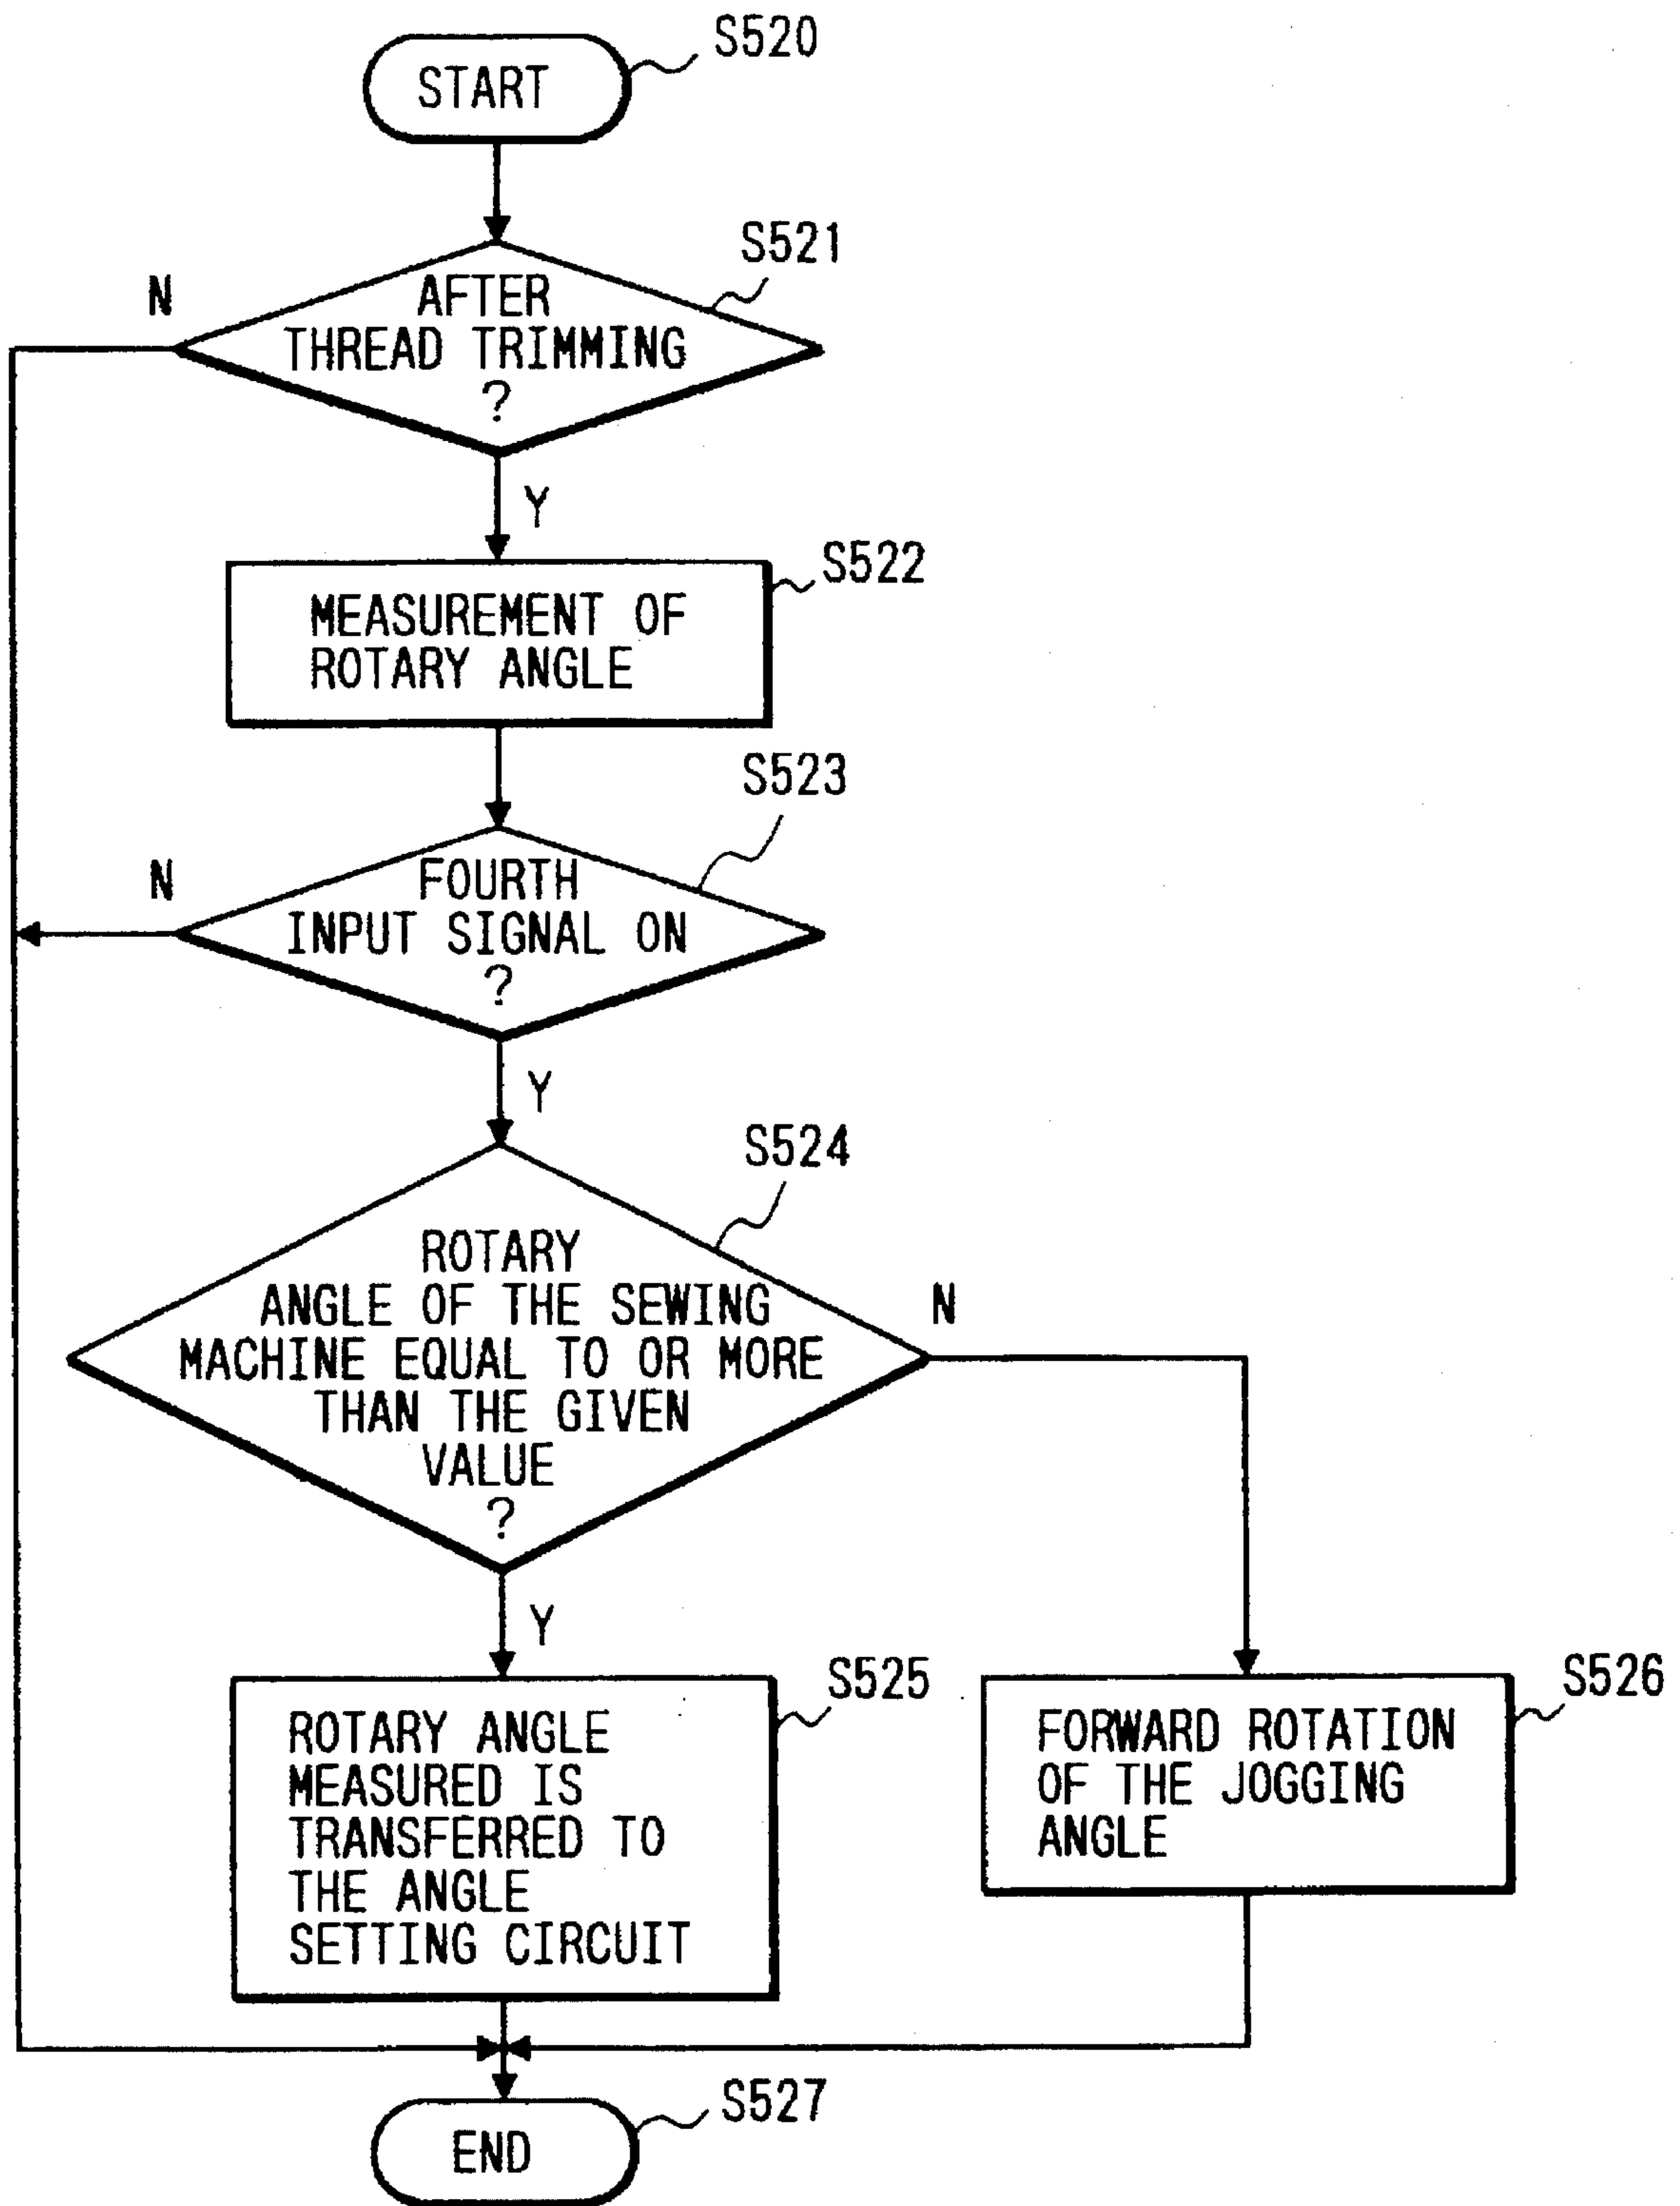 S520
START
S521
N
AFTER
THREAD TRIMMING
?
Y
S522
MEASUREMENT OF
ROTARY ANGLE
S523
N
FOURTH
INPUT SIGNAL ON
?
Y
S524
ROTARY
ANGLE OF THE SEWING
MACHINE EQUAL TO OR MORE
THAN THE GIVEN
VALUE
?
N
Y
S525
ROTARY ANGLE
MEASURED IS
TRANSFERRED TO
THE ANGLE
SETTING CIRCUIT
S526
FORWARD ROTATION
OF THE JOGGING
ANGLE
S527
END